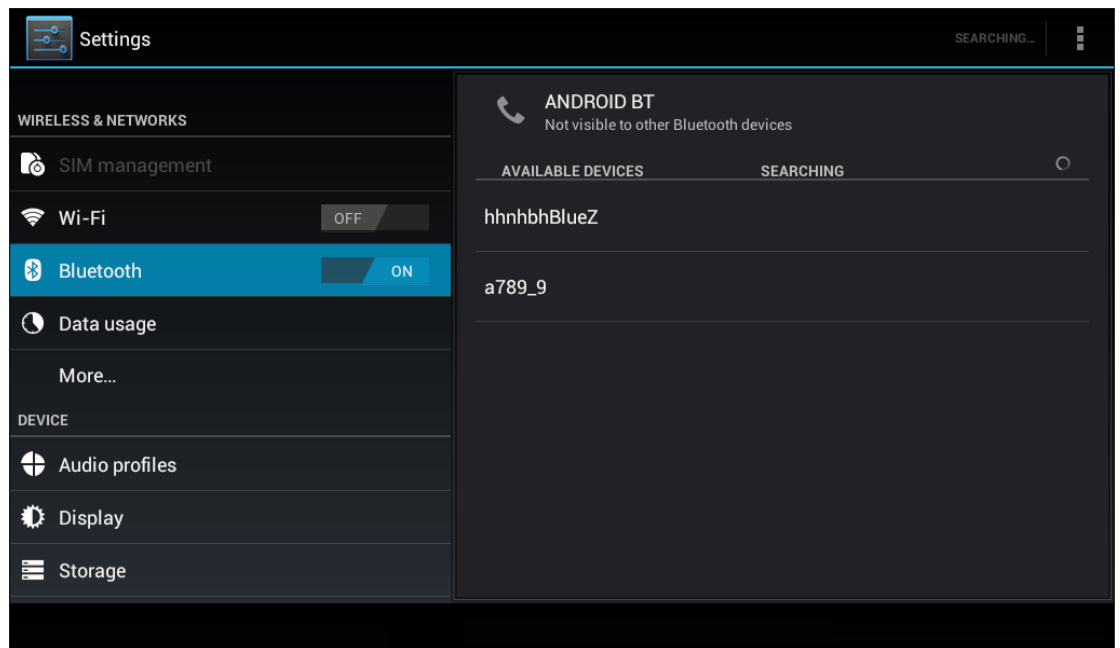 Settings
SEARCHING...
WIRELESS & NETWORKS
SIM management
Wi-Fi OFF
Bluetooth ON
Data usage
More...
DEVICE
Audio profiles
Display
Storage
ANDROID BT
Not visible to other Bluetooth devices
AVAILABLE DEVICES SEARCHING
hhnhbhBlueZ
a789_9